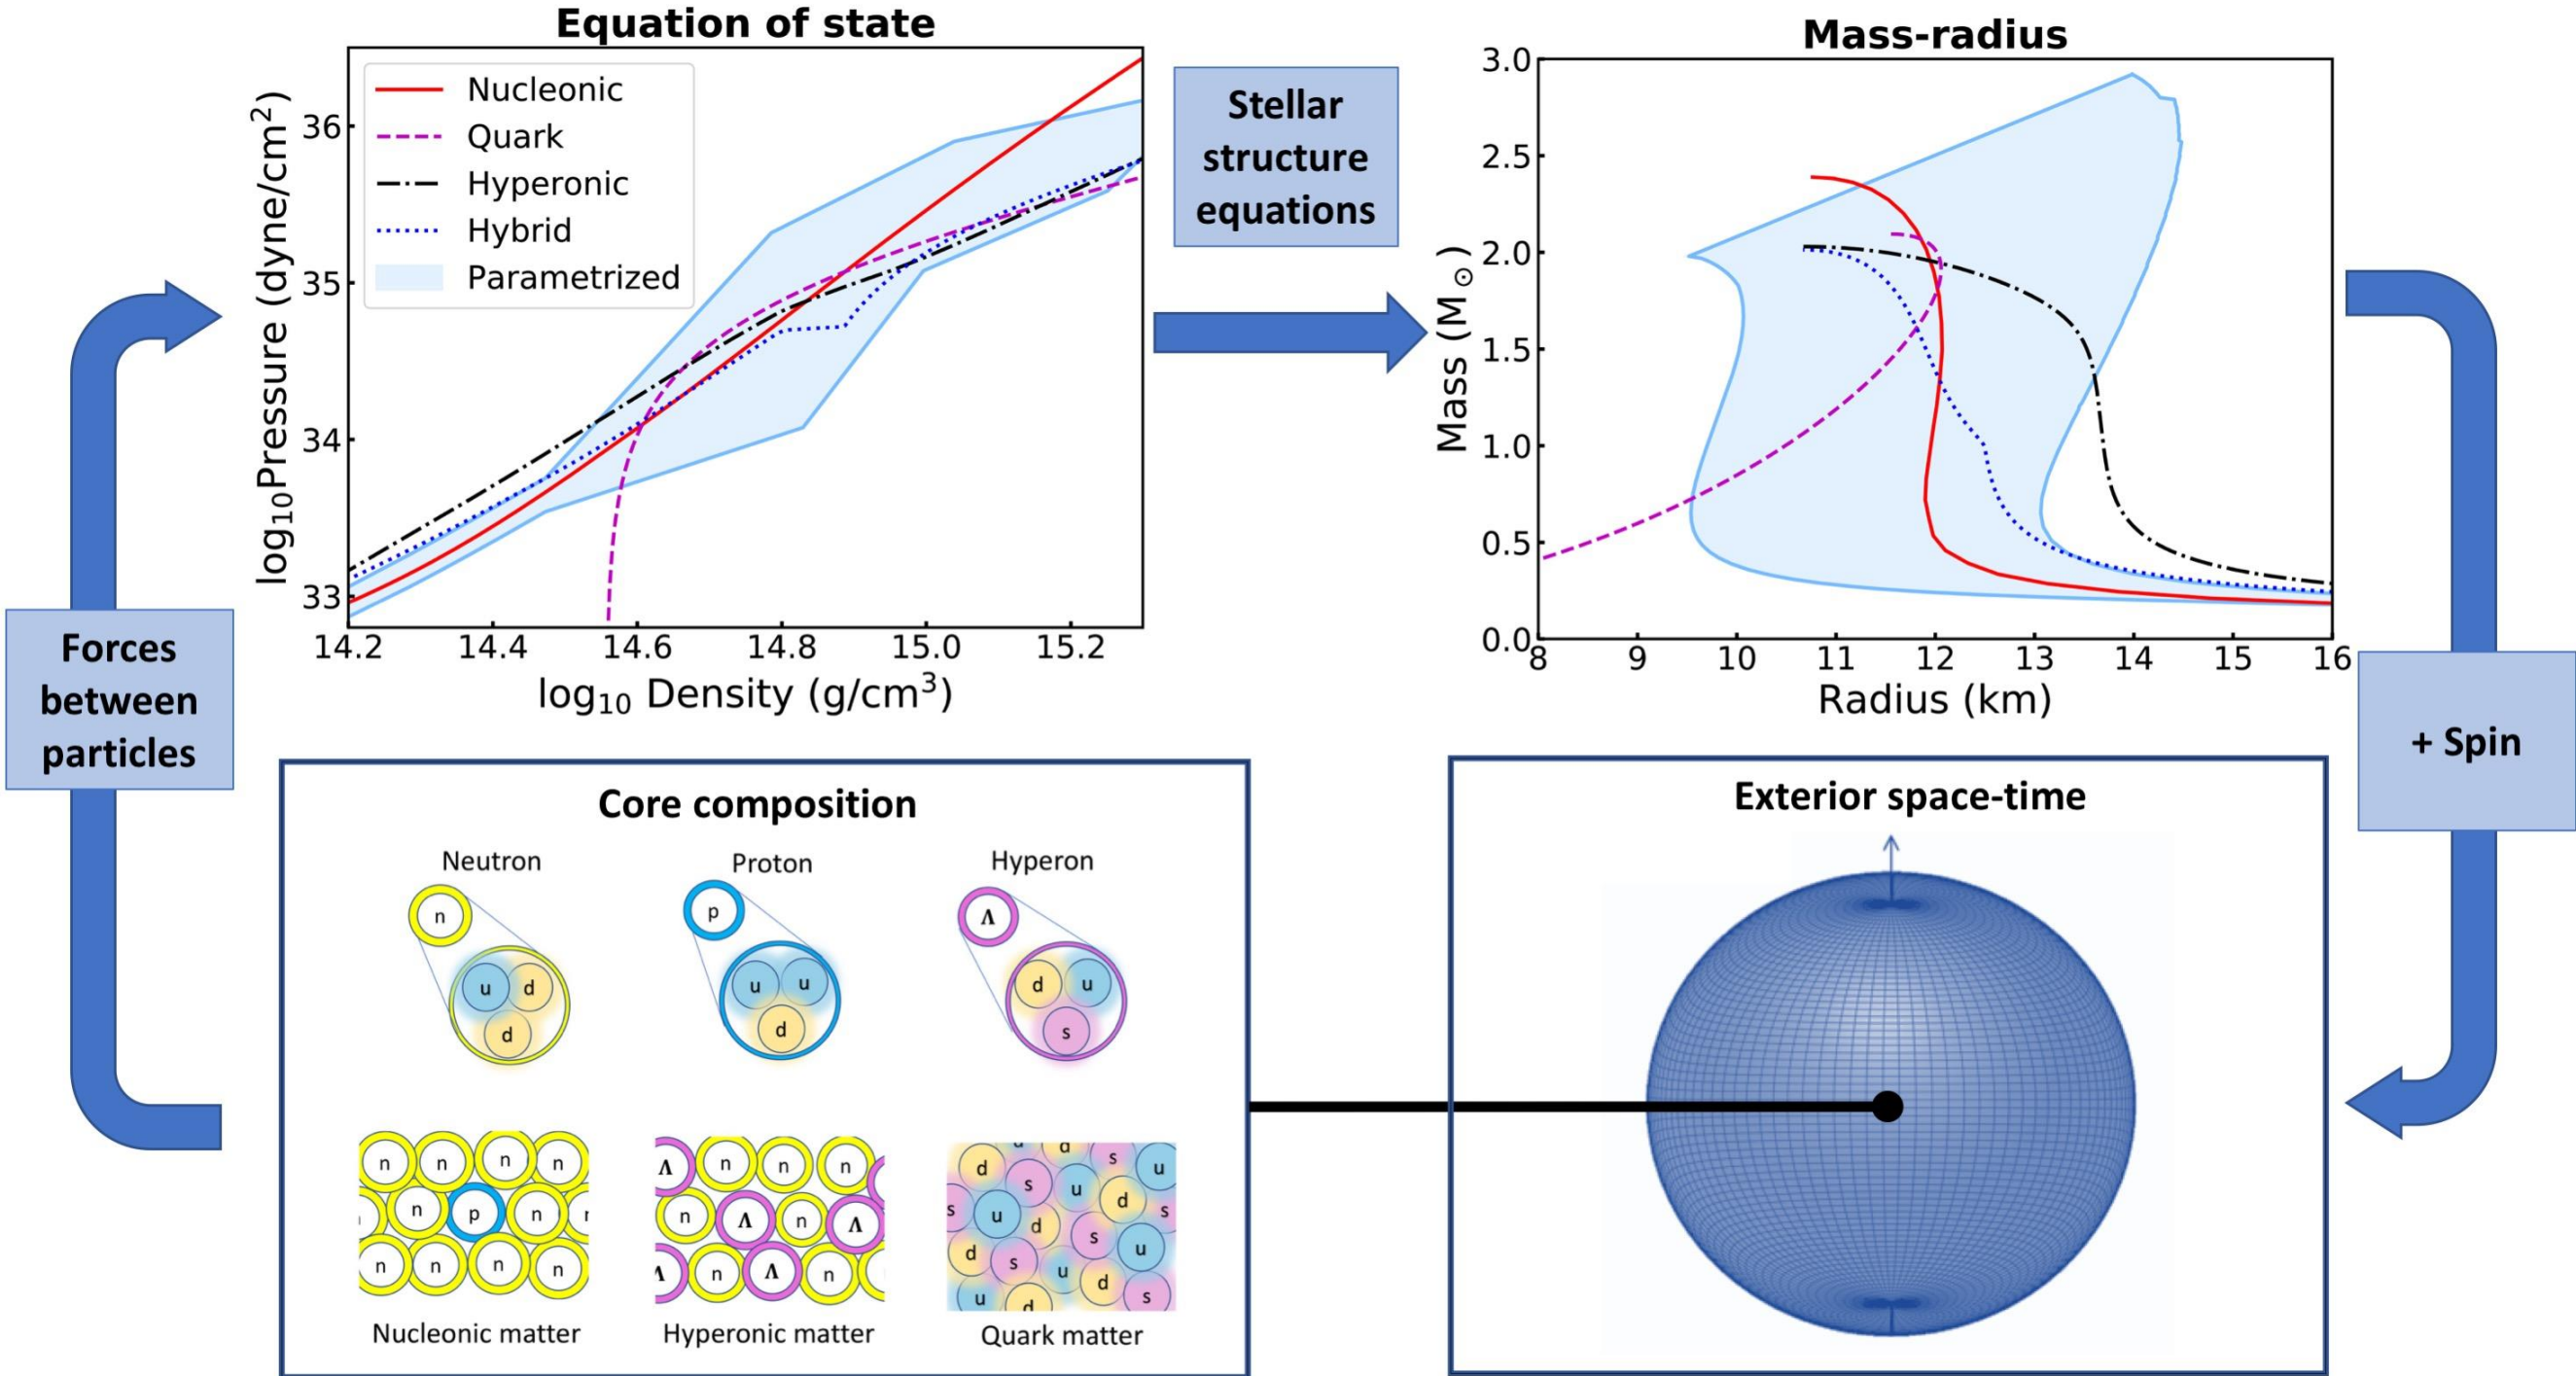 Equation of state
Nucleonic
Quark
Hyperonic
Hybrid
Parametrized
log₁₀Pressure (dyne/cm²)
36
35
34
33
14.2 14.4 14.6 14.8 15.0 15.2
log₁₀ Density (g/cm³)
Stellar
structure
equations
Mass-radius
Mass (M⊙)
3.0
2.5
2.0
1.5
1.0
0.5
0.0
8 9 10 11 12 13 14 15 16
Radius (km)
Forces
between
particles
+ Spin
Core composition
Neutron Proton Hyperon
n p Λ
u d u u d u
d d s
n n n n
n p n
n n n n
Nucleonic matter
Λ n n n
n Λ n Λ
Λ n Λ n
Hyperonic matter
u d s u
d s u d
s u d s s
d s u d u
u d s
Quark matter
Exterior space-time